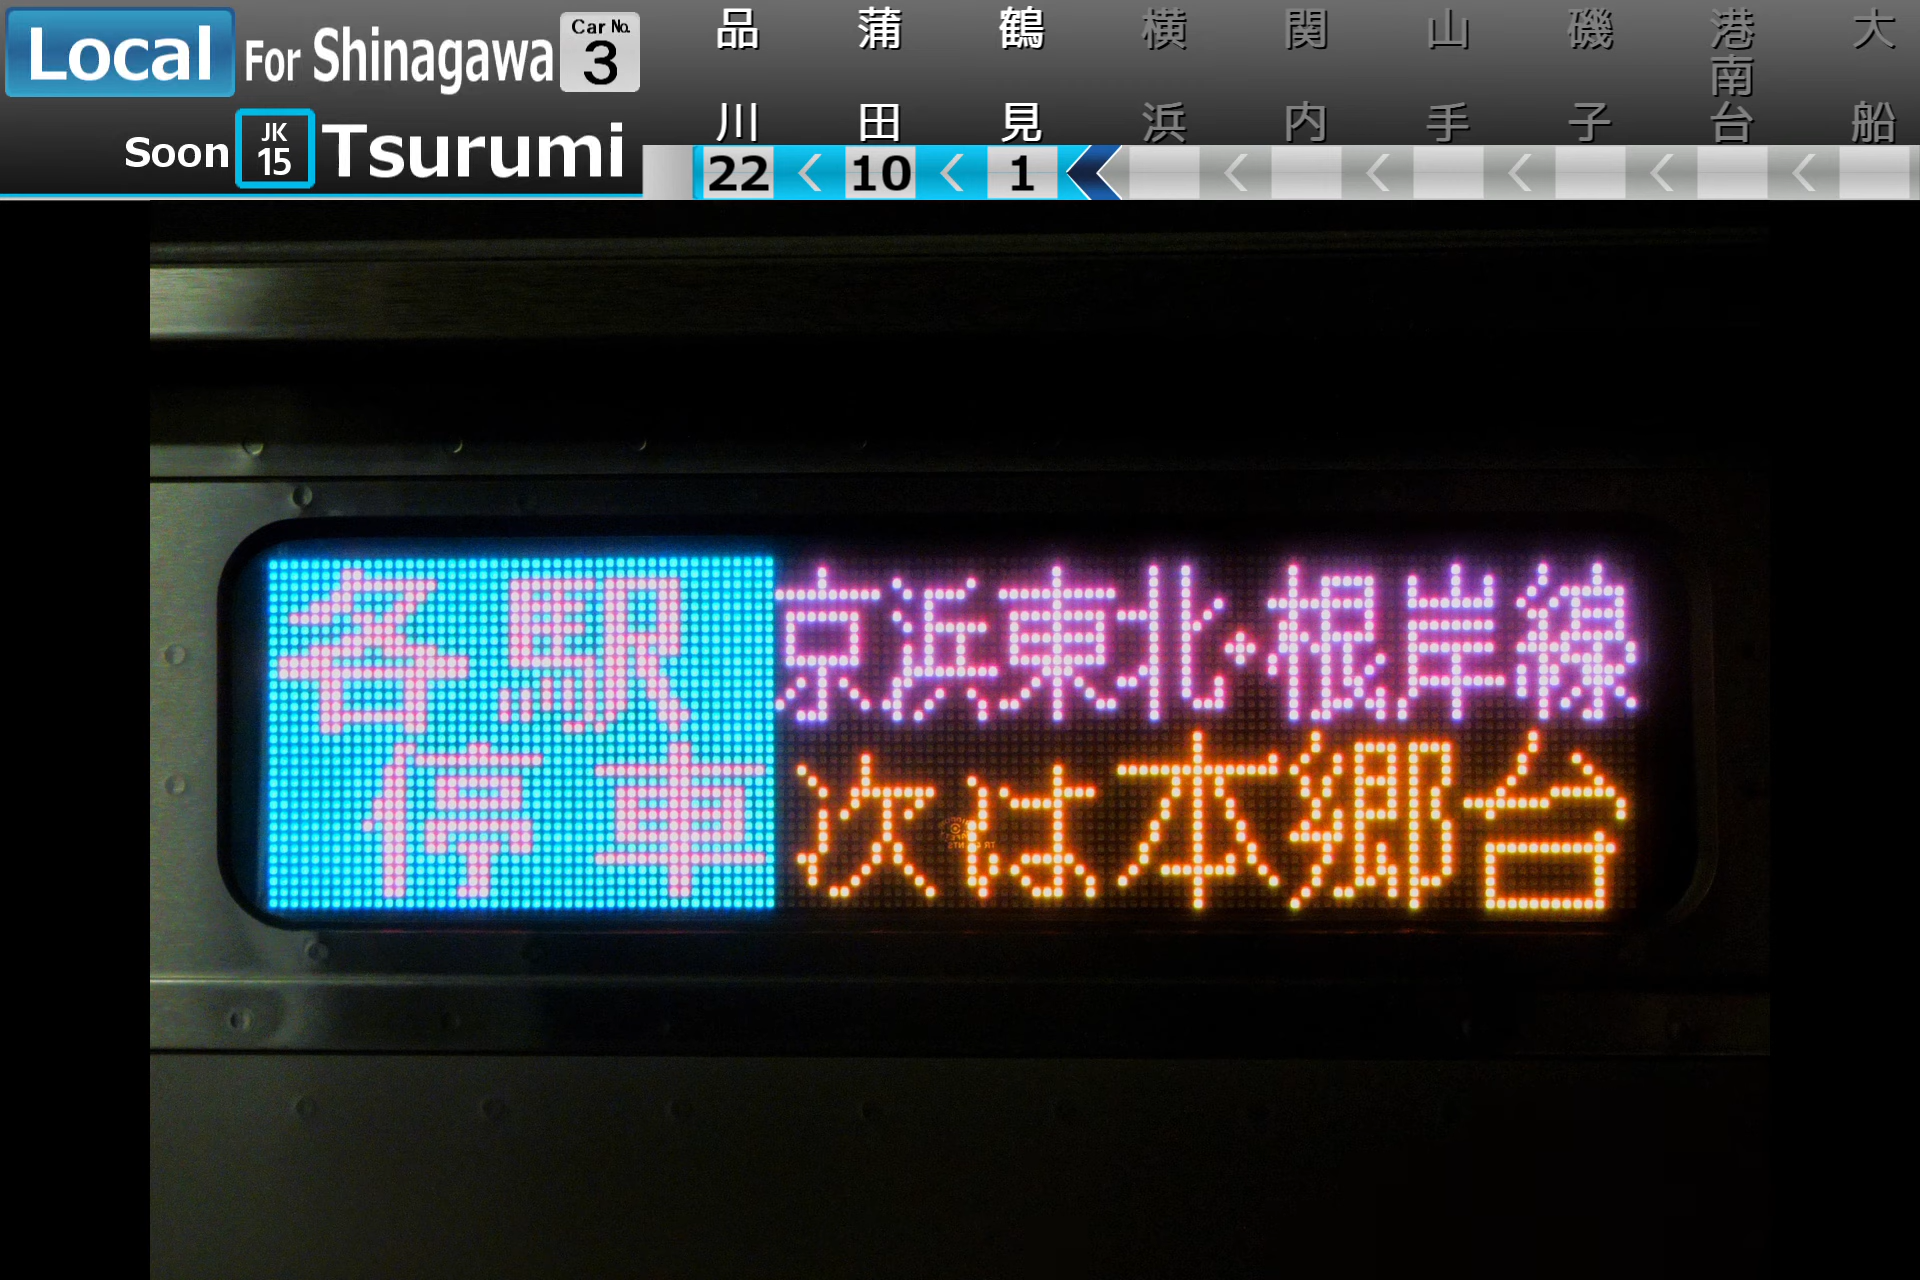 Local For Shinagawa Car No. 3
Soon JK 15 Tsurumi
品川 蒲田 鶴見 横浜 関内 山手 磯子 港南台 大船
22 10 1
各駅停車
京浜東北・根岸線
次は本郷台